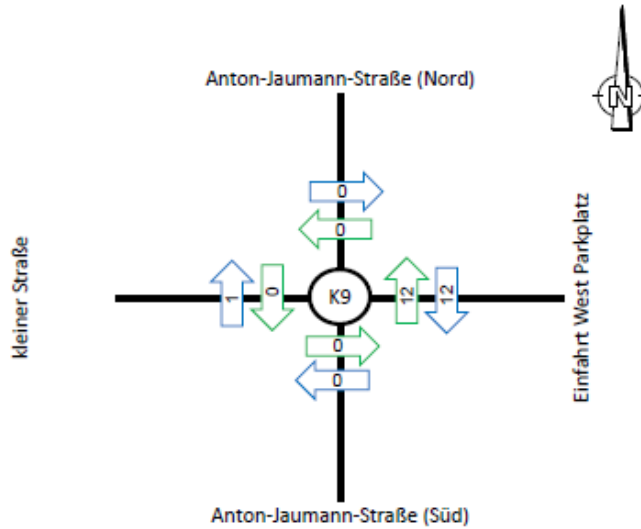 Anton-Jaumann-Straße (Nord)
N
0
0
kleiner Straße
1
0
K9
12
12
Einfahrt West Parkplatz
0
0
Anton-Jaumann-Straße (Süd)